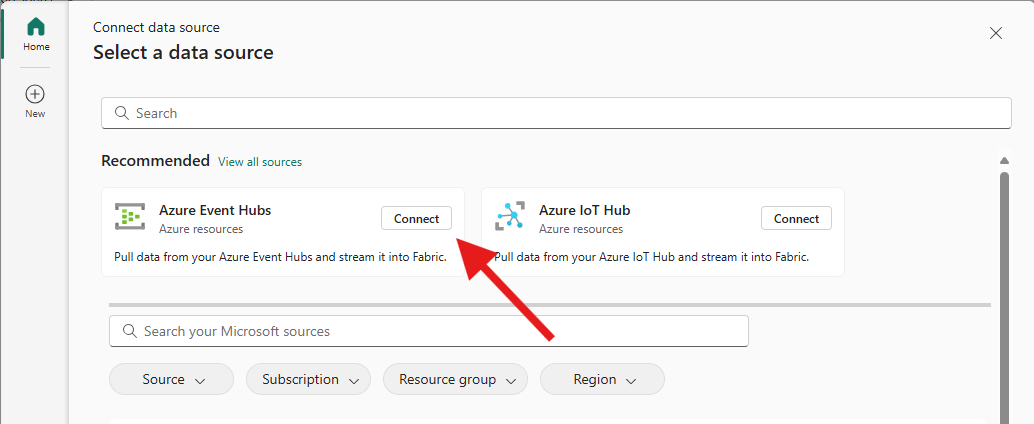 Home
New
Connect data source
Select a data source
Search
Recommended View all sources
Azure Event Hubs
Azure resources
Connect
Pull data from your Azure Event Hubs and stream it into Fabric.
Azure IoT Hub
Azure resources
Connect
Pull data from your Azure IoT Hub and stream it into Fabric.
Search your Microsoft sources
Source Subscription Resource group Region